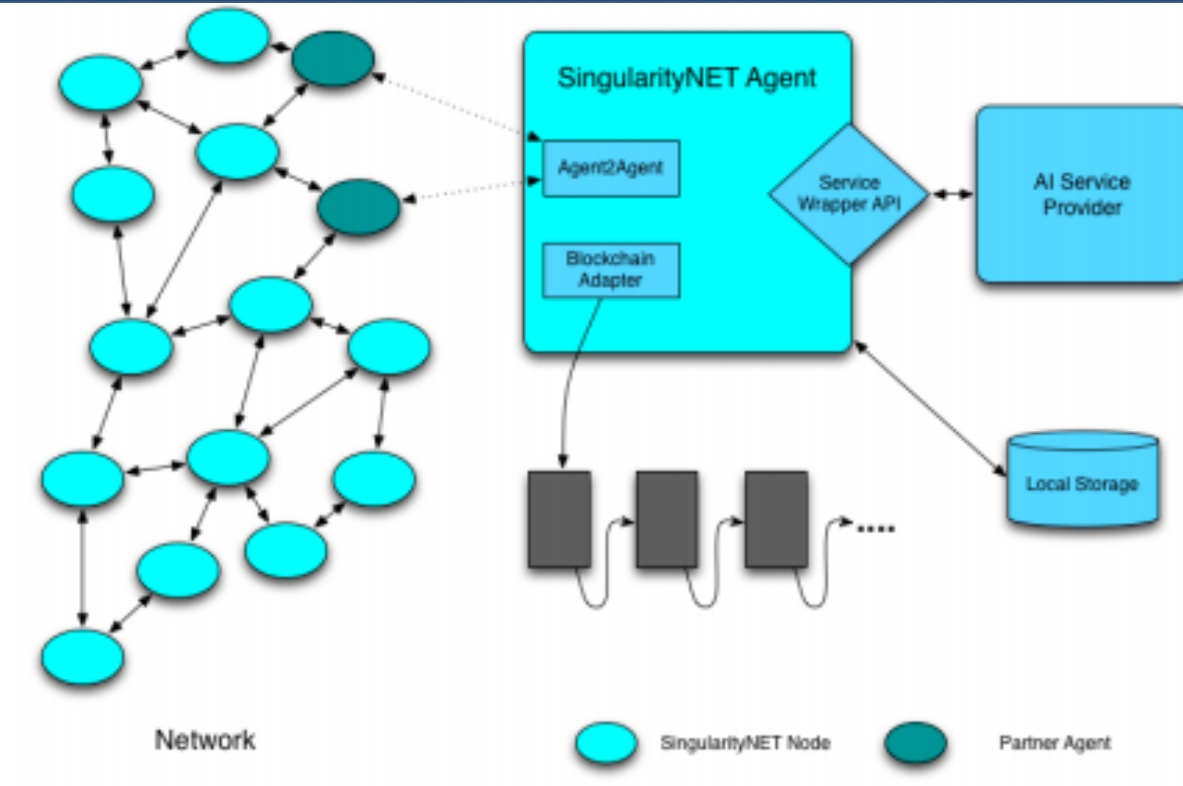 SingularityNET Agent
Agent2Agent
Service
Wrapper API
AI Service
Provider
Blockchain
Adapter
Local Storage
....
Network
SingularityNET Node
Partner Agent